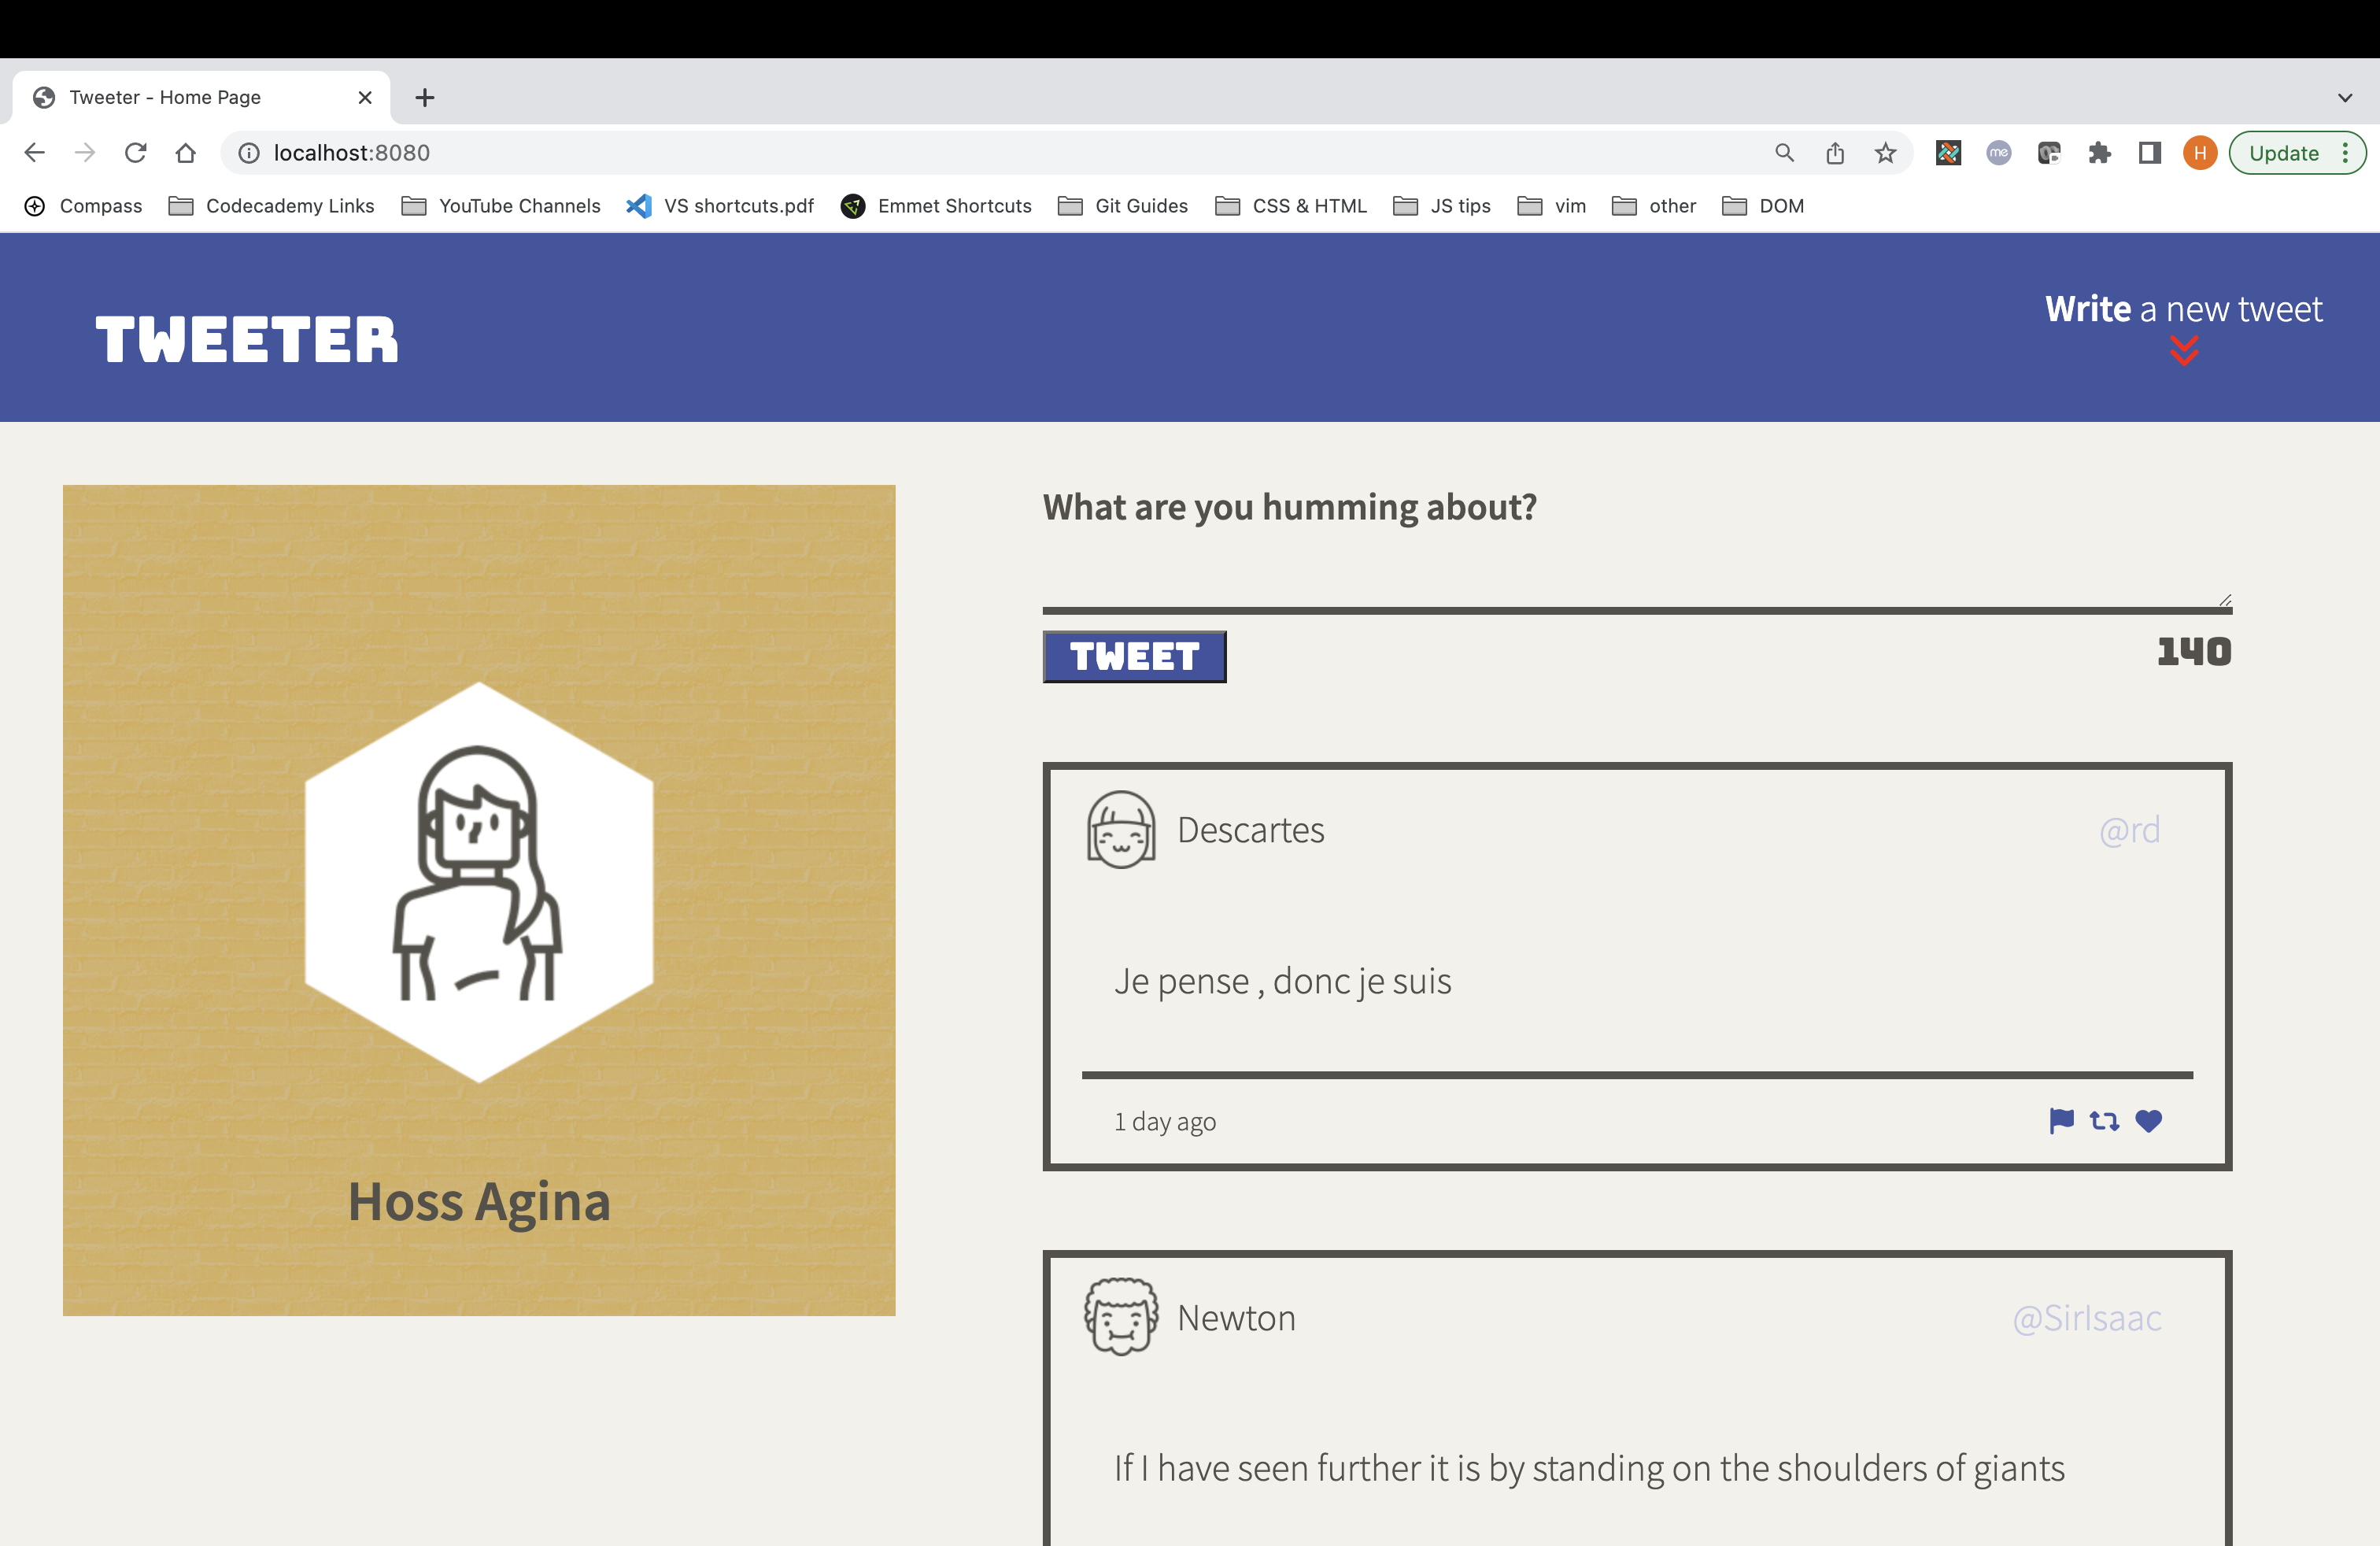 Tweeter - Home Page
localhost:8080
me
H
Update
Compass
Codecademy Links
YouTube Channels
VS shortcuts.pdf
Emmet Shortcuts
Git Guides
CSS & HTML
JS tips
vim
other
DOM
TWEETER
Write a new tweet
What are you humming about?
TWEET
140
Hoss Agina
Descartes
@rd
Je pense , donc je suis
1 day ago
Newton
@SirIsaac
If I have seen further it is by standing on the shoulders of giants